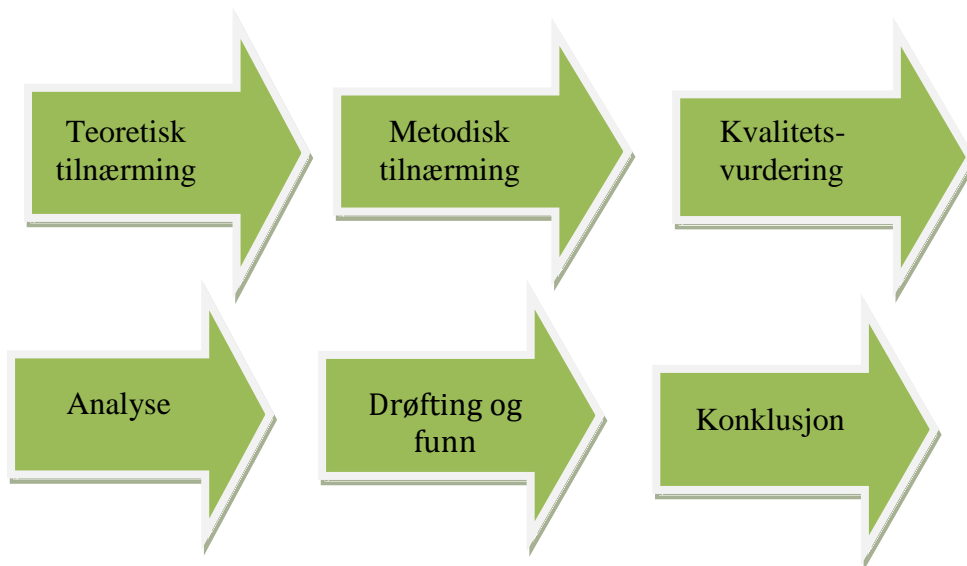 Teoretisk
tilnærming
Metodisk
tilnærming
Kvalitets-
vurdering
Analyse
Drøfting og
funn
Konklusjon